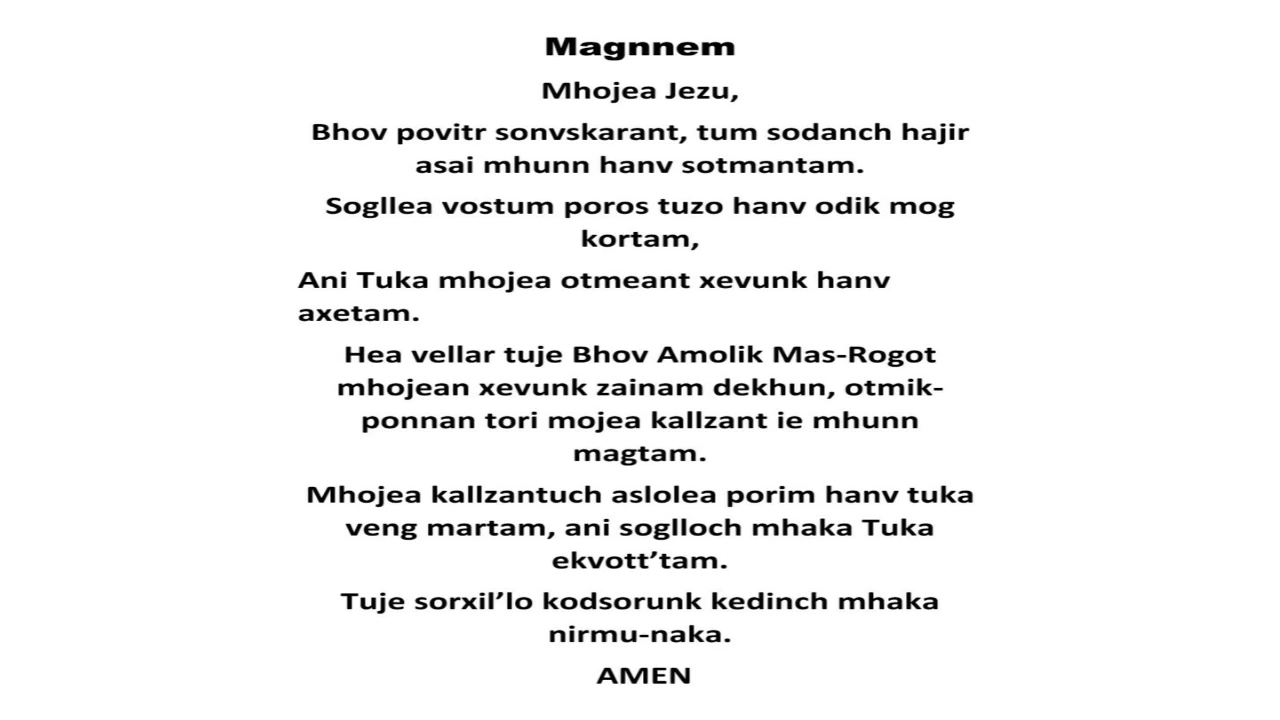 Magnnem
Mhojea Jezu,
Bhov povitr sonvskarant, tum sodanch hajir
asai mhunn hanv sotmantam.
Sogllea vostum poros tuzo hanv odik mog
kortam,
Ani Tuka mhojea otmeant xevunk hanv
axetam.
Hea vellar tuje Bhov Amolik Mas-Rogot
mhojean xevunk zainam dekhun, otmik-
ponnan tori mojea kallzant ie mhunn
magtam.
Mhojea kallzantuch aslolea porim hanv tuka
veng martam, ani soglloch mhaka Tuka
ekvott’tam.
Tuje sorxil’lo kodsorunk kedinch mhaka
nirmu-naka.
AMEN